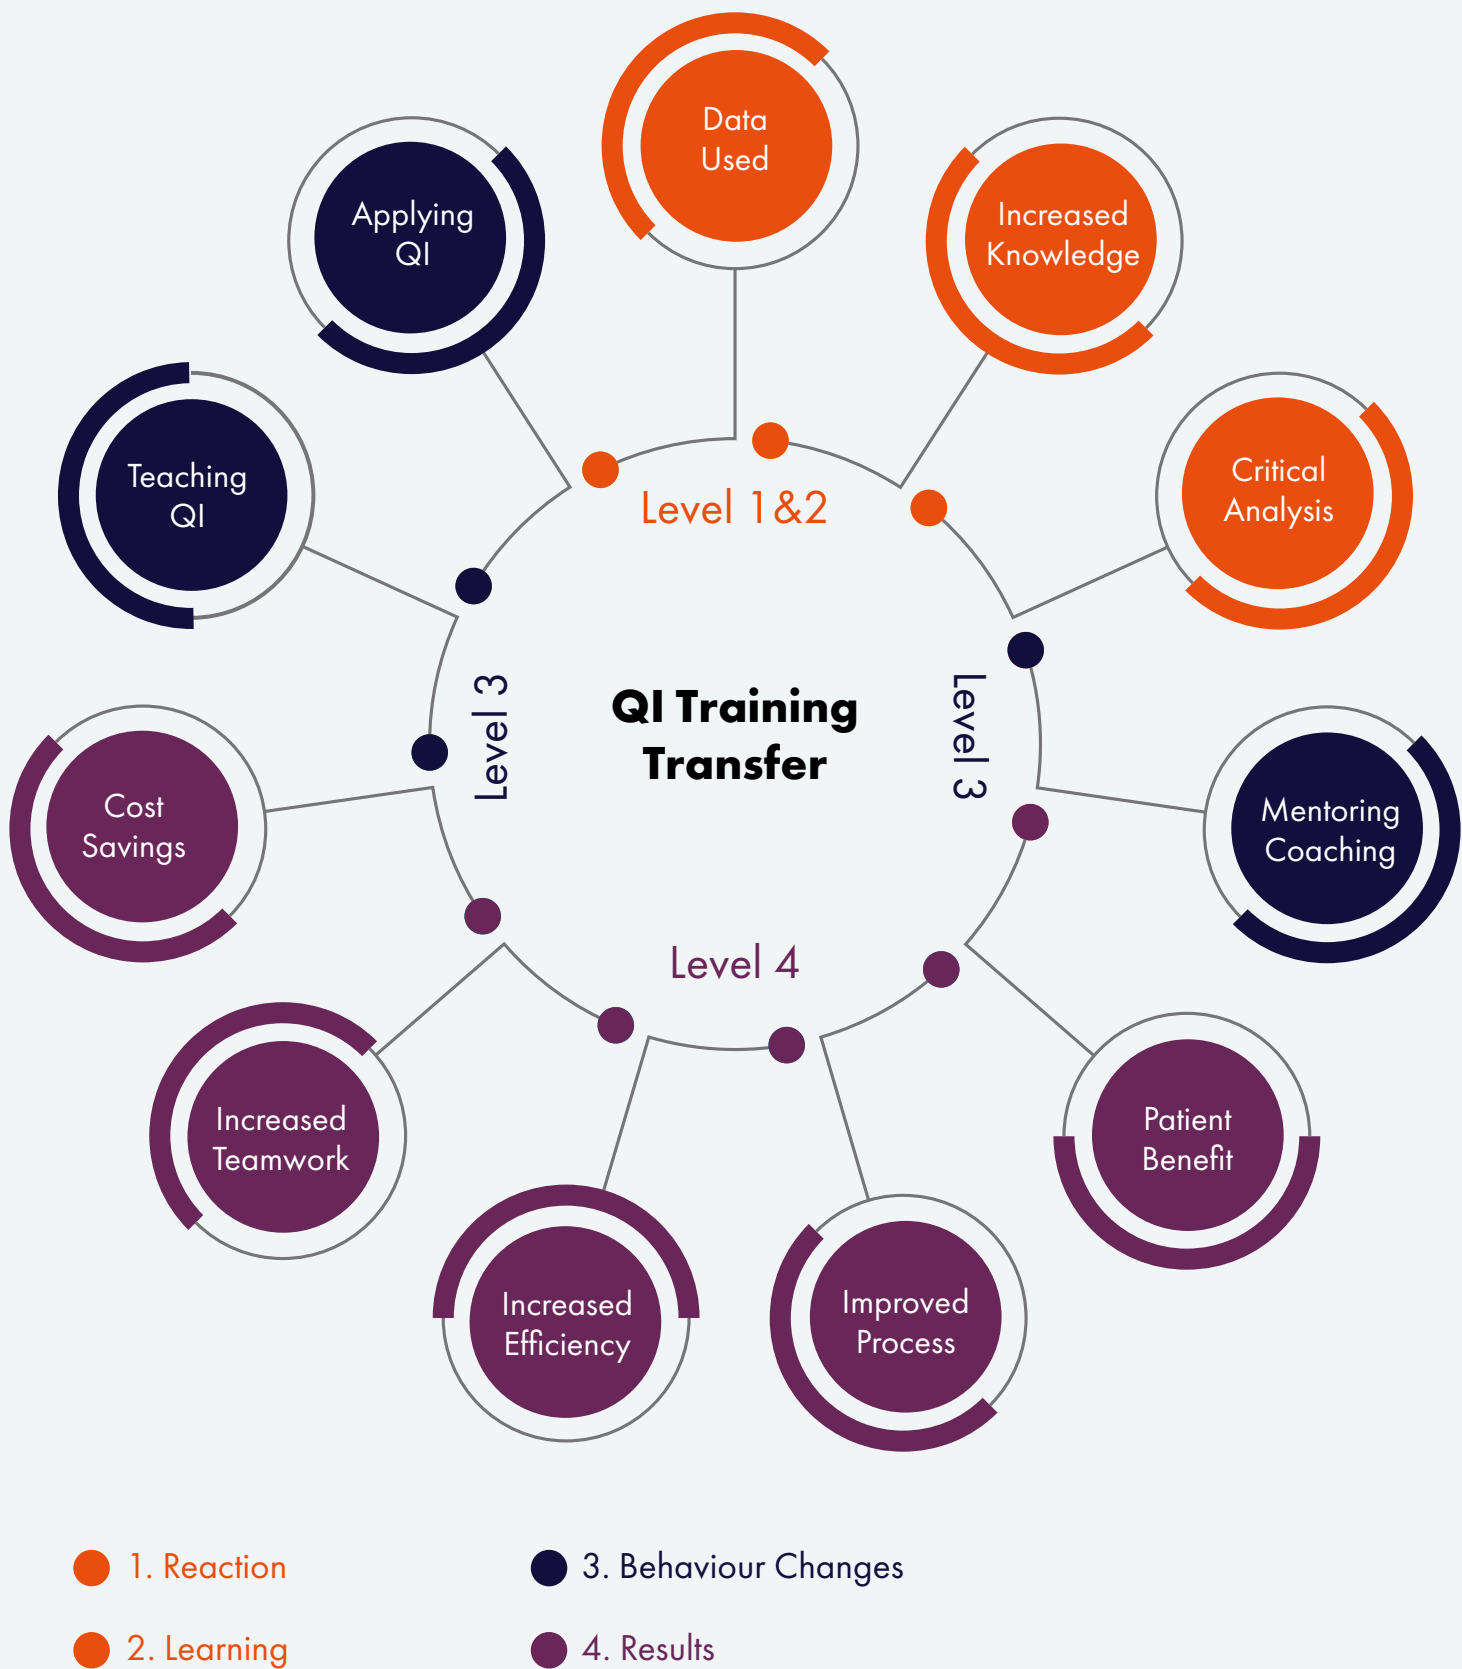 Data
Used
Increased
Knowledge
Critical
Analysis
Mentoring
Coaching
Patient
Benefit
Improved
Process
Increased
Efficiency
Increased
Teamwork
Cost
Savings
Teaching
QI
Applying
QI
Level 1&2
Level 3
Level 4
Level 3
QI Training
Transfer
1. Reaction
2. Learning
3. Behaviour Changes
4. Results